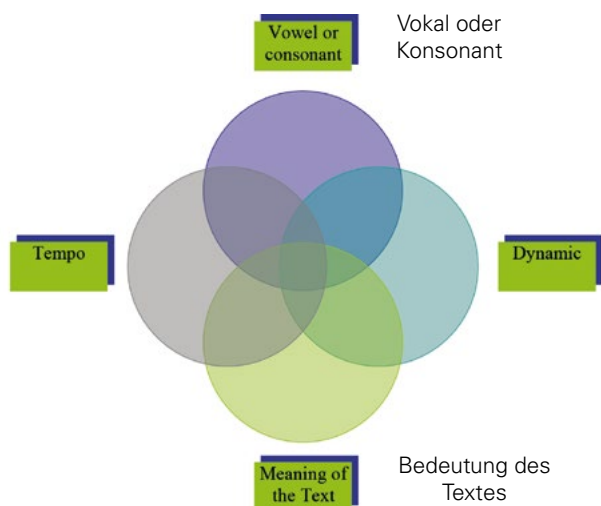 Vowel or
consonant
Vokal oder
Konsonant
Tempo
Dynamic
Meaning of
the Text
Bedeutung des
Textes